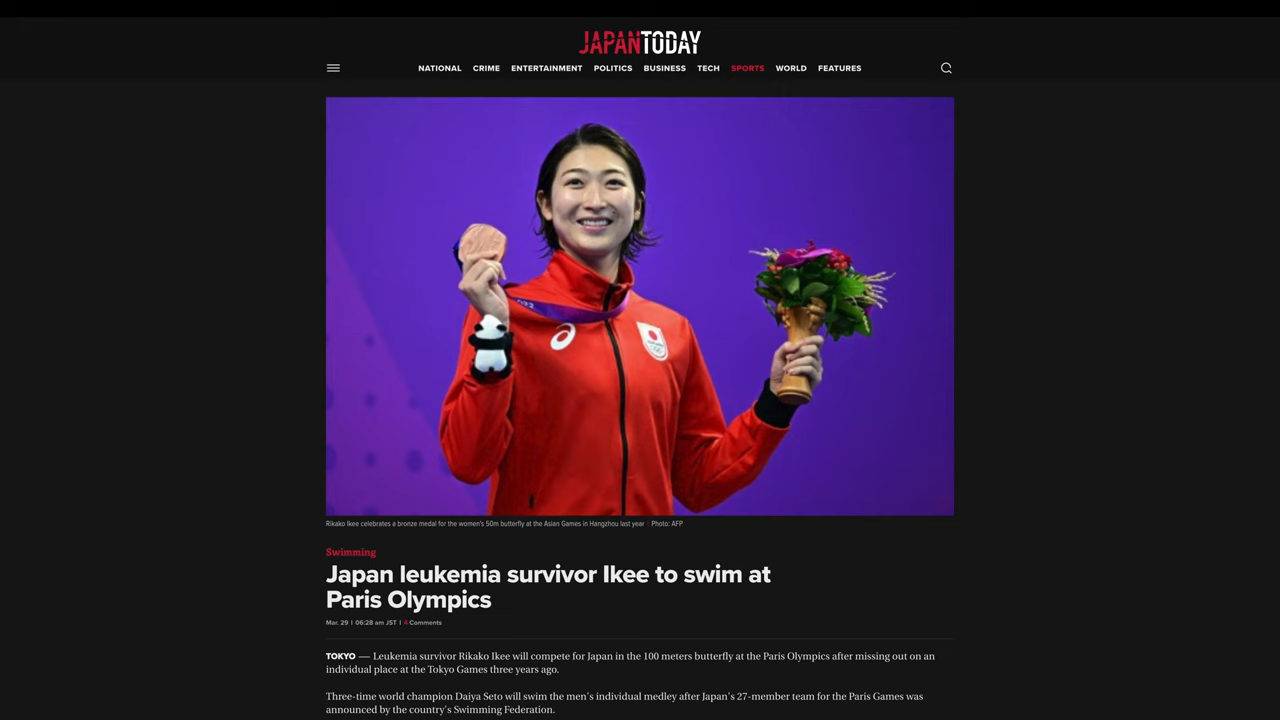 JAPANTODAY
NATIONAL CRIME ENTERTAINMENT POLITICS BUSINESS TECH SPORTS WORLD FEATURES
Rikako Ikee celebrates a bronze medal for the women's 50m butterfly at the Asian Games in Hangzhou last year | Photo: AFP
Swimming
Japan leukemia survivor Ikee to swim at
Paris Olympics
Mar. 29 | 06:28 am JST | 4 Comments
TOKYO — Leukemia survivor Rikako Ikee will compete for Japan in the 100 meters butterfly at the Paris Olympics after missing out on an
individual place at the Tokyo Games three years ago.
Three-time world champion Daiya Seto will swim the men's individual medley after Japan's 27-member team for the Paris Games was
announced by the country's Swimming Federation.